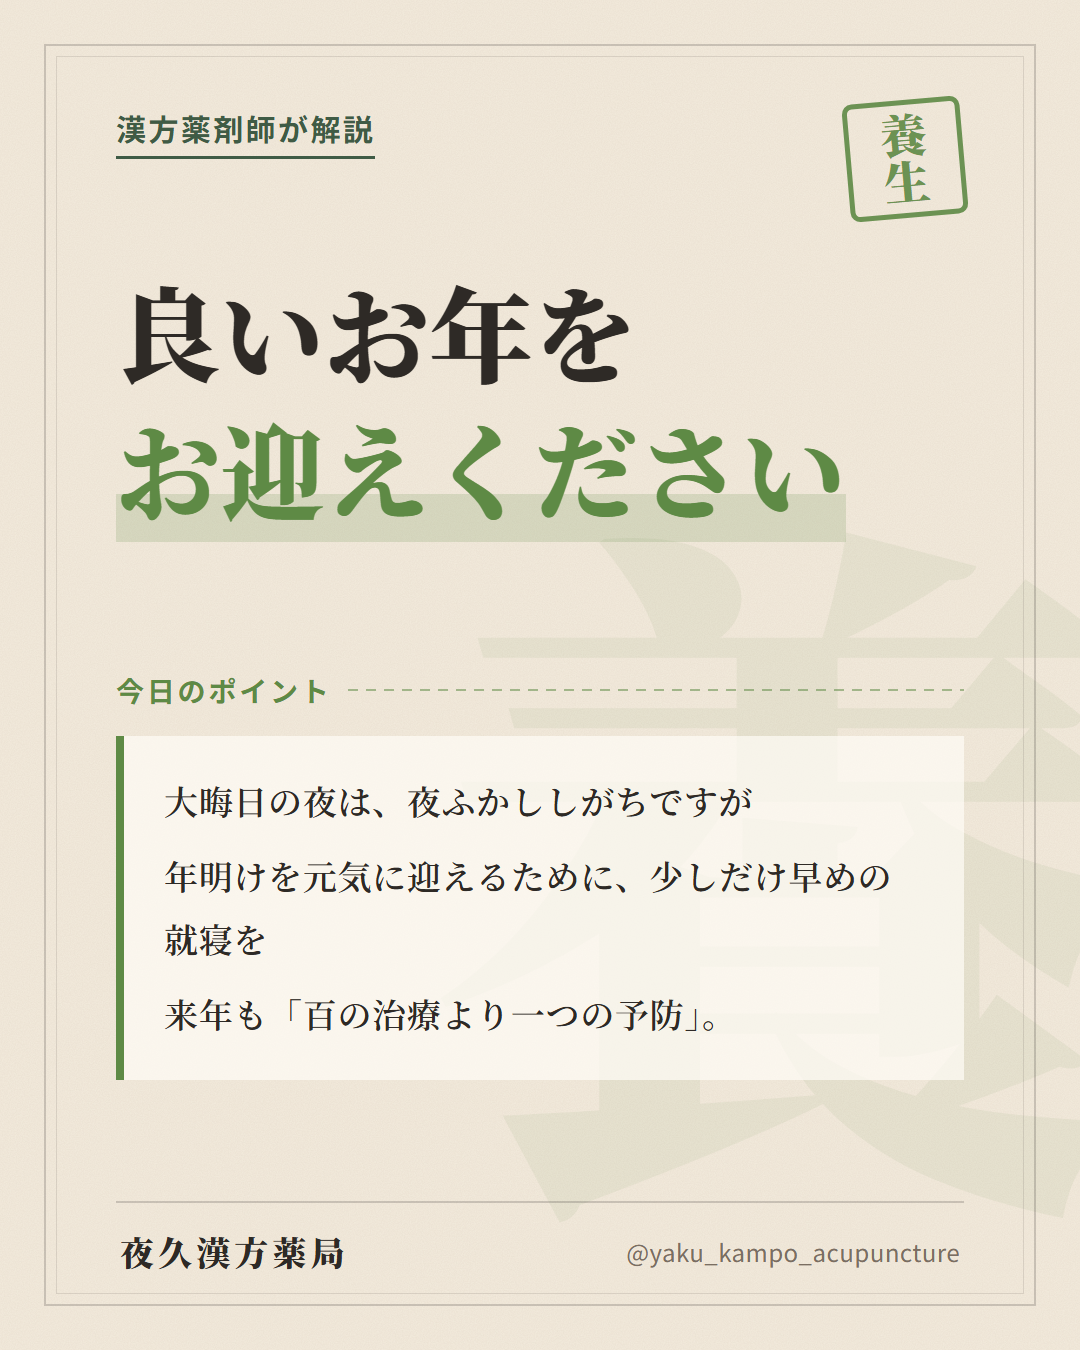 漢方薬剤師が解説
養生
良いお年を
お迎えください
今日のポイント
大晦日の夜は、夜ふかししがちですが
年明けを元気に迎えるために、少しだけ早めの
就寝を
来年も「百の治療より一つの予防」。
夜久漢方薬局
@yaku_kampo_acupuncture
養